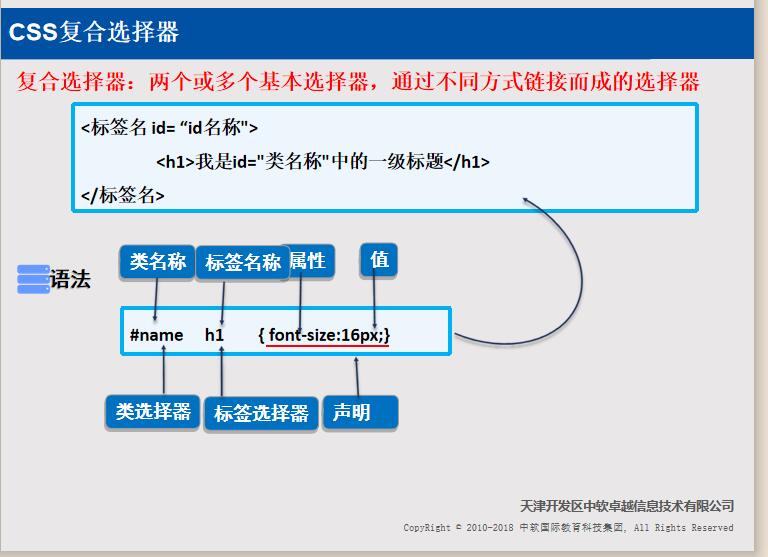 CSS复合选择器
复合选择器：两个或多个基本选择器，通过不同方式链接而成的选择器
<标签名 id= “id名称">
<h1>我是id="类名称"中的一级标题</h1>
</标签名>
类名称 标签名称 属性 值
语法
#name h1 { font-size:16px;}
类选择器 标签选择器 声明
天津开发区中软卓越信息技术有限公司
CopyRight © 2010-2018 中软国际教育科技集团, All Rights Reserved